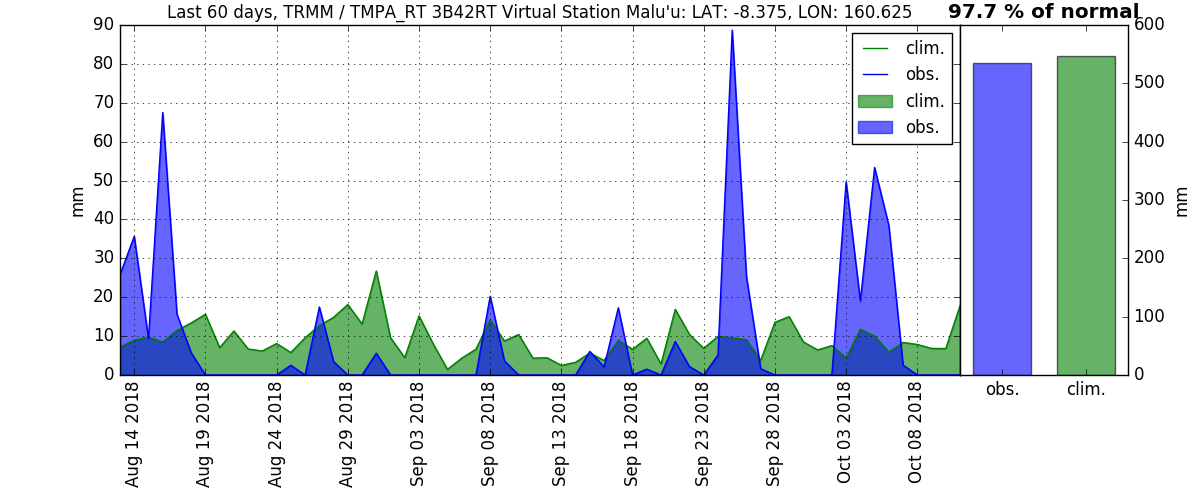 Last 60 days, TRMM / TMPA_RT 3B42RT Virtual Station Malu'u: LAT: -8.375, LON: 160.625
97.7 % of normal
90
80
70
60
50
40
30
20
10
0
mm
clim.
obs.
clim.
obs.
600
500
400
300
200
100
0
mm
obs.
clim.
Aug 14 2018
Aug 19 2018
Aug 24 2018
Aug 29 2018
Sep 03 2018
Sep 08 2018
Sep 13 2018
Sep 18 2018
Sep 23 2018
Sep 28 2018
Oct 03 2018
Oct 08 2018